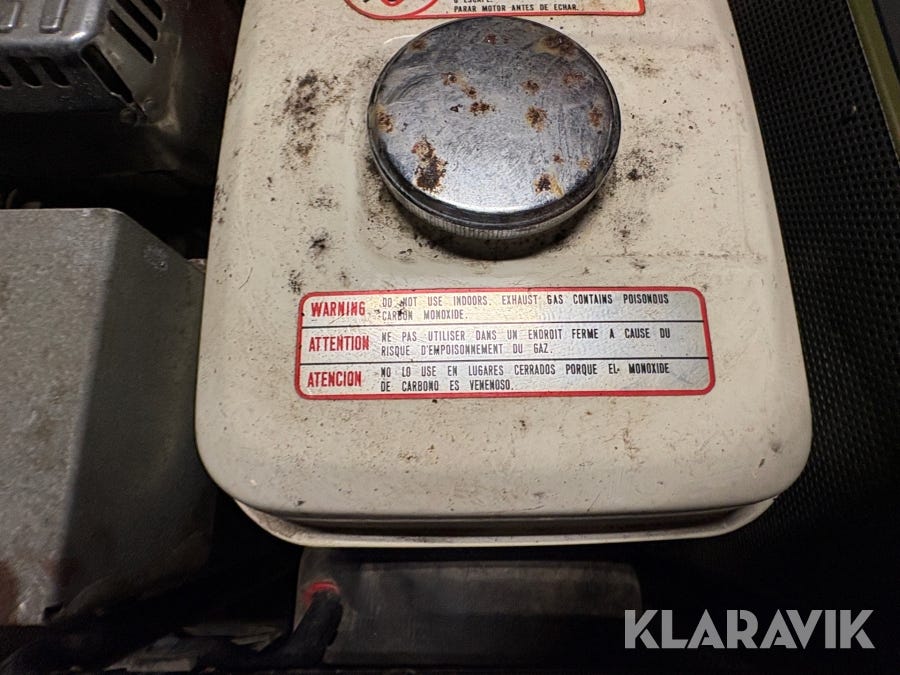 O ESCAPE.
PARAR MOTOR ANTES DE ECHAR.
WARNING DO NOT USE INDOORS. EXHAUST GAS CONTAINS POISONOUS
CARBON MONOXIDE.
ATTENTION NE PAS UTILISER DANS UN ENDROIT FERME A CAUSE DU
RISQUE D'EMPOISONNEMENT DU GAZ.
ATENCION NO LO USE EN LUGARES CERRADOS PORQUE EL MONOXIDE
DE CARBONO ES VENENOSO.
KLARAVIK